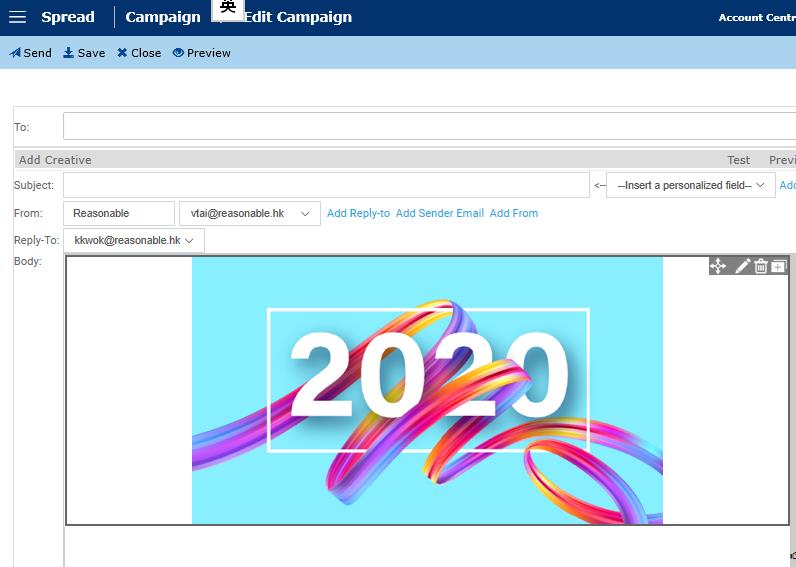 Spread Campaign Edit Campaign Account Centr
英
Send Save Close Preview
To:
Add Creative Test Previ
Subject: <-- --Insert a personalized field-- Add
From: Reasonable vtai@reasonable.hk Add Reply-to Add Sender Email Add From
Reply-To: kkwok@reasonable.hk
Body:
2020